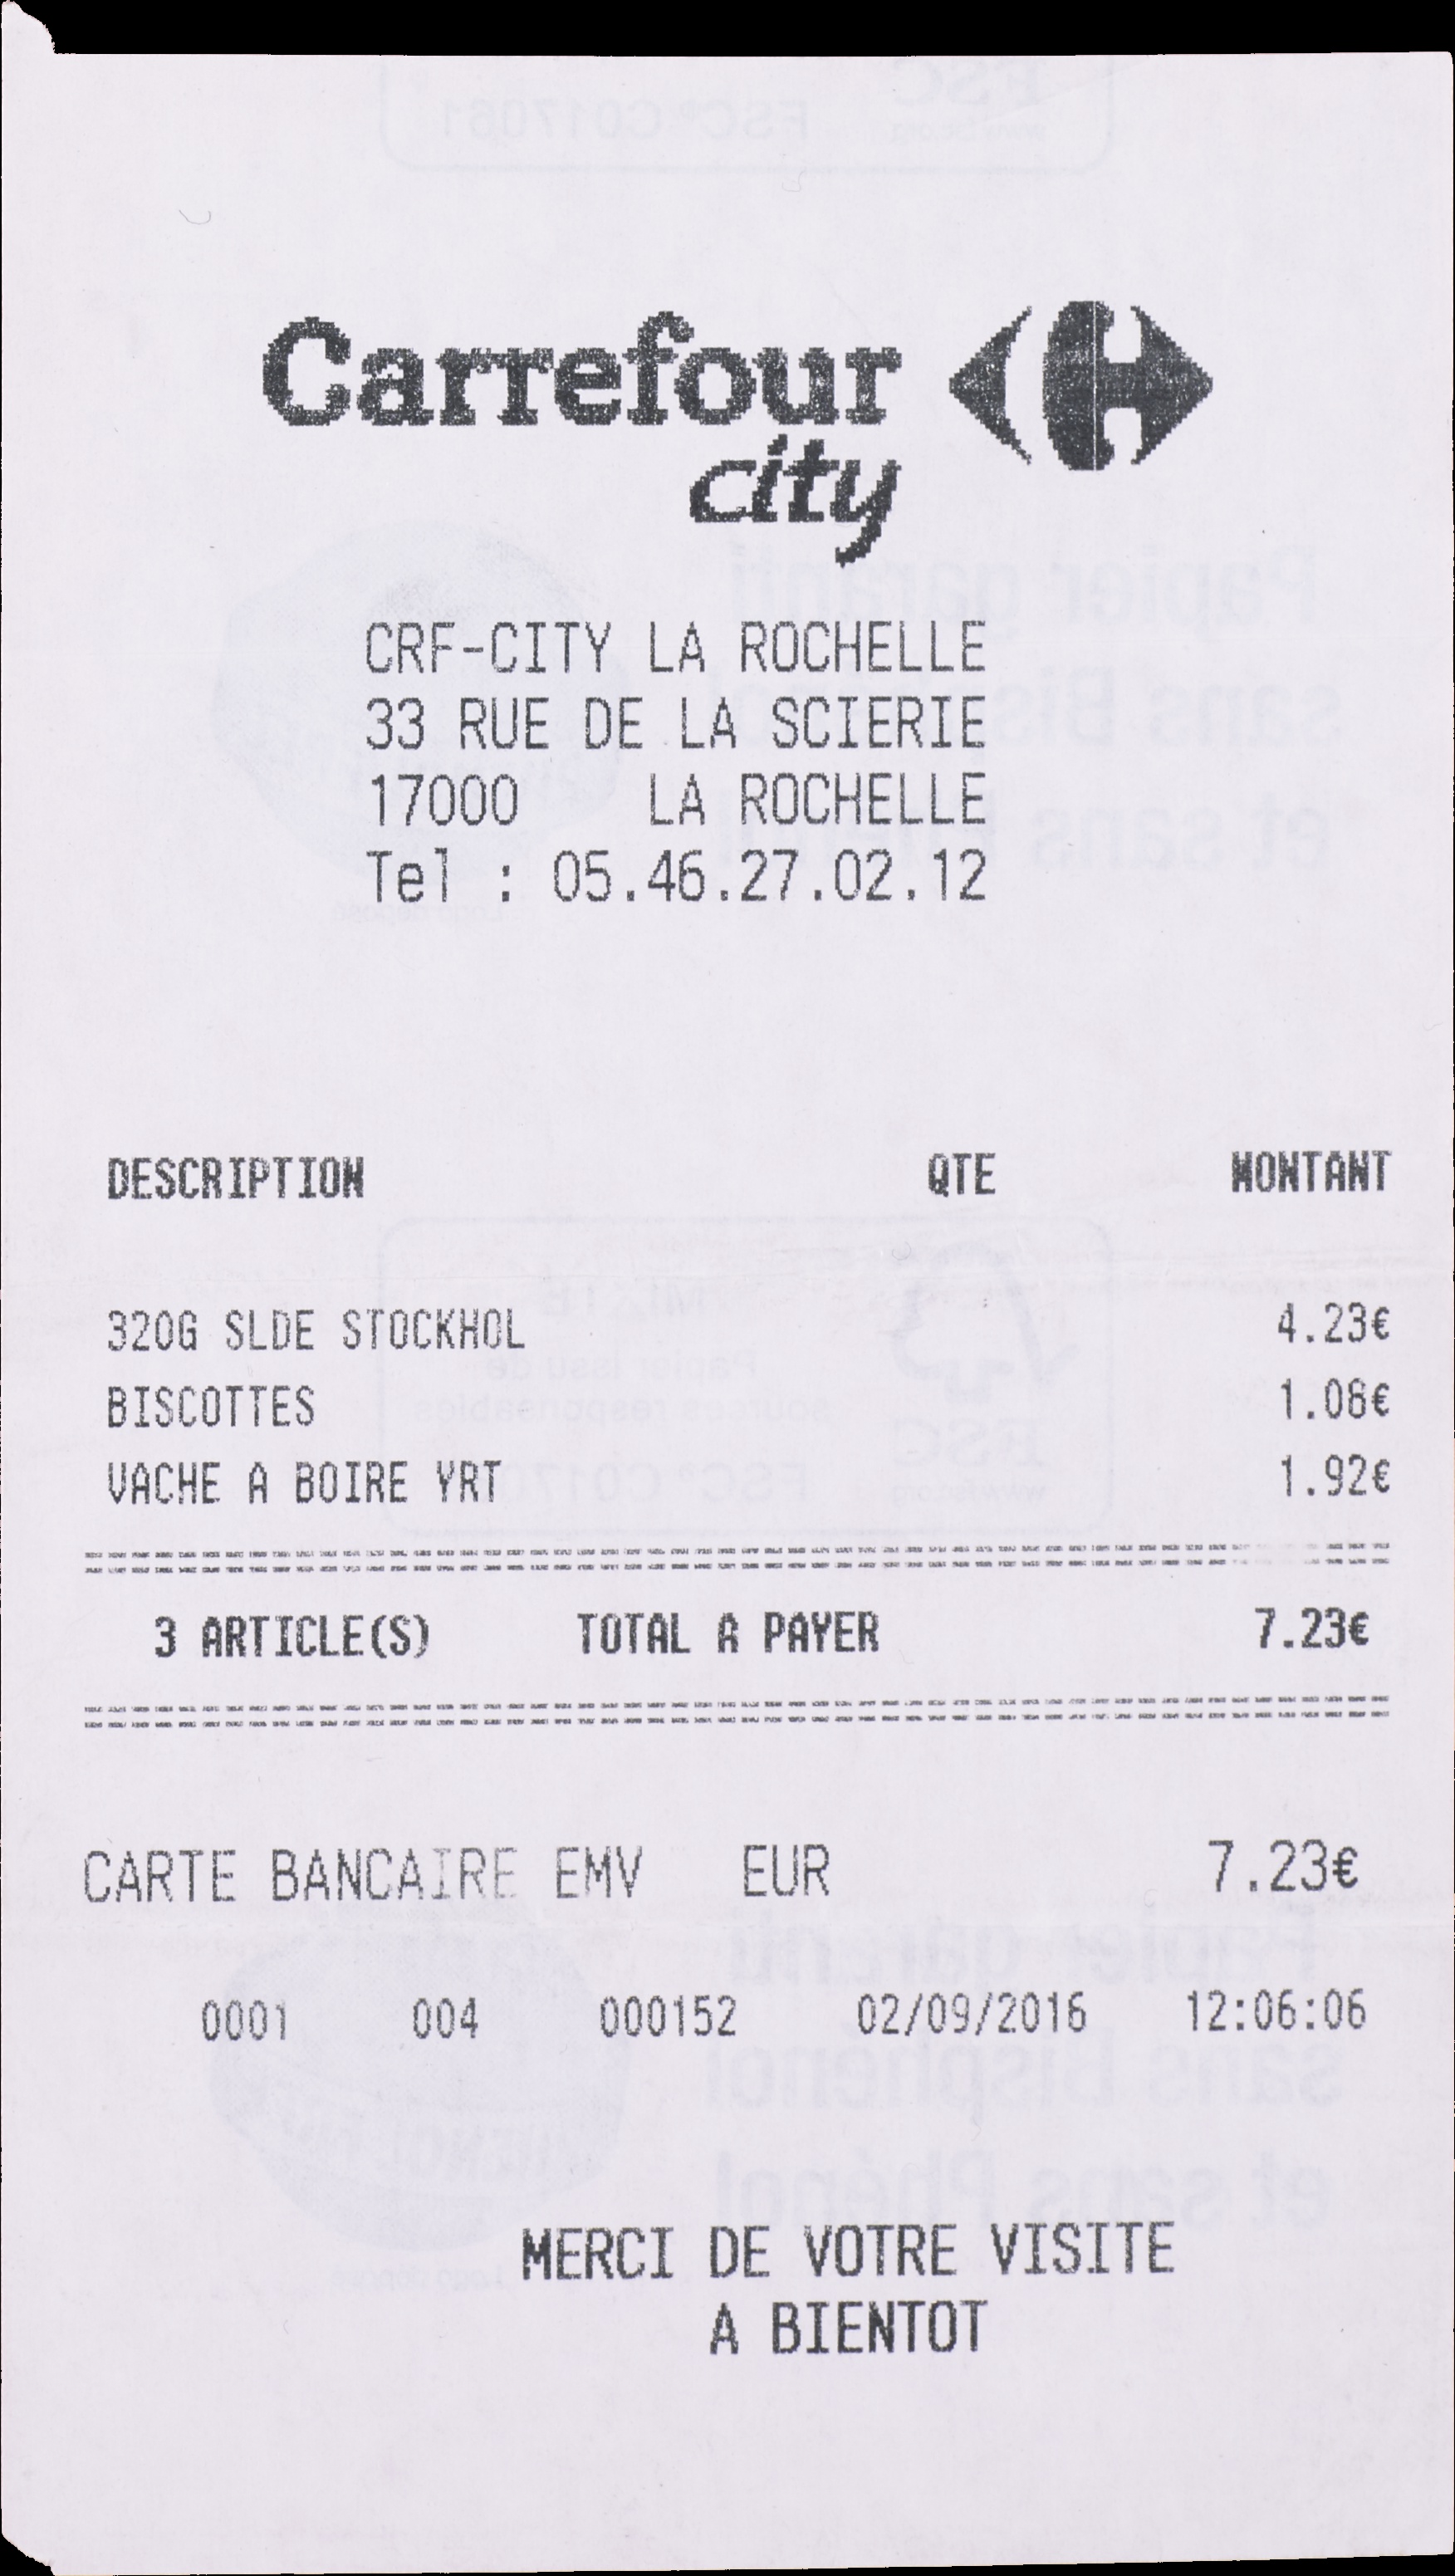 Carrefour
city
CRF-CITY LA ROCHELLE
33 RUE DE LA SCIERIE
17000 LA ROCHELLE
Tel : 05.46.27.02.12
DESCRIPTION QTE MONTANT
320G SLDE STOCKHOL 4.23€
BISCOTTES 1.08€
VACHE A BOIRE YRT 1.92€
3 ARTICLE(S) TOTAL A PAYER 7.23€
CARTE BANCAIRE EMV EUR 7.23€
0001 004 000152 02/09/2016 12:06:06
MERCI DE VOTRE VISITE
A BIENTOT